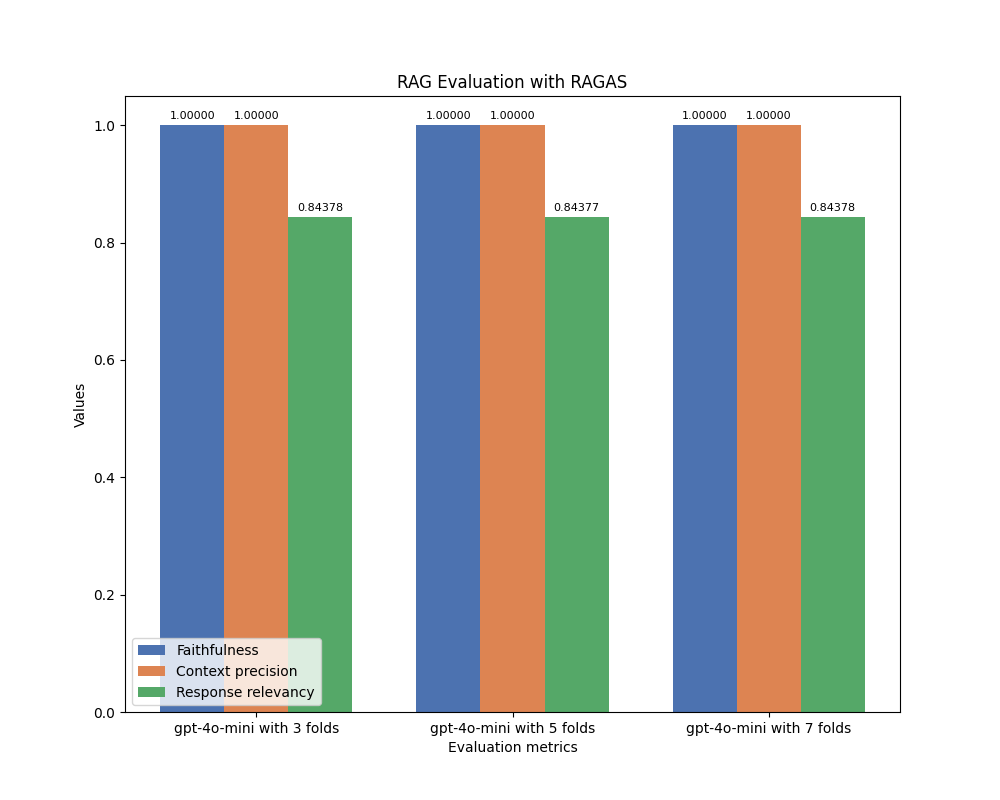 RAG Evaluation with RAGAS
1.00000 1.00000 0.84378 1.00000 1.00000 0.84377 1.00000 1.00000 0.84378
1.0
0.8
0.6
0.4
0.2
0.0
Values
Faithfulness
Context precision
Response relevancy
gpt-4o-mini with 3 folds gpt-4o-mini with 5 folds gpt-4o-mini with 7 folds
Evaluation metrics